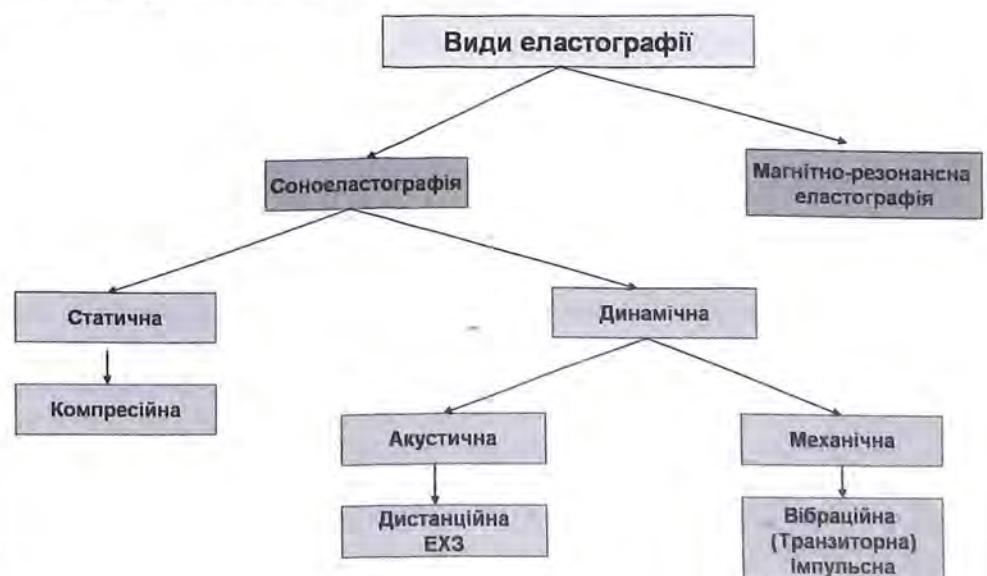 Види еластографії
Соноеластографія
Магнітно-резонансна
еластографія
Статична
Динамічна
Компресійна
Акустична
Механічна
Дистанційна
ЕХЗ
Вібраційна
(Транзиторна)
Імпульсна